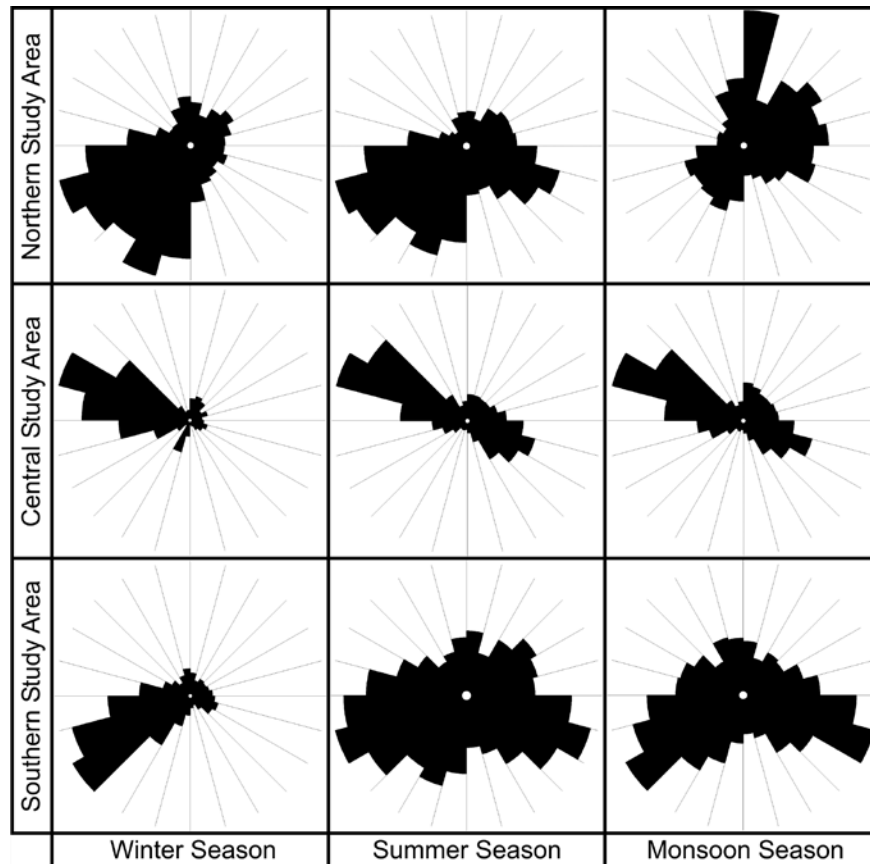 Northern Study Area
Central Study Area
Southern Study Area
Winter Season
Summer Season
Monsoon Season